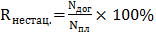 Rнестац. = Nдог / Nпл × 100%